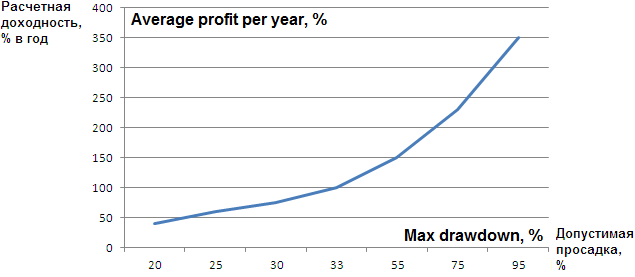 Расчетная
доходность,
% в год
Average profit per year, %
400
350
300
250
200
150
100
50
0
20 25 30 33 55 75 95
Max drawdown, %
Допустимая
просадка,
%